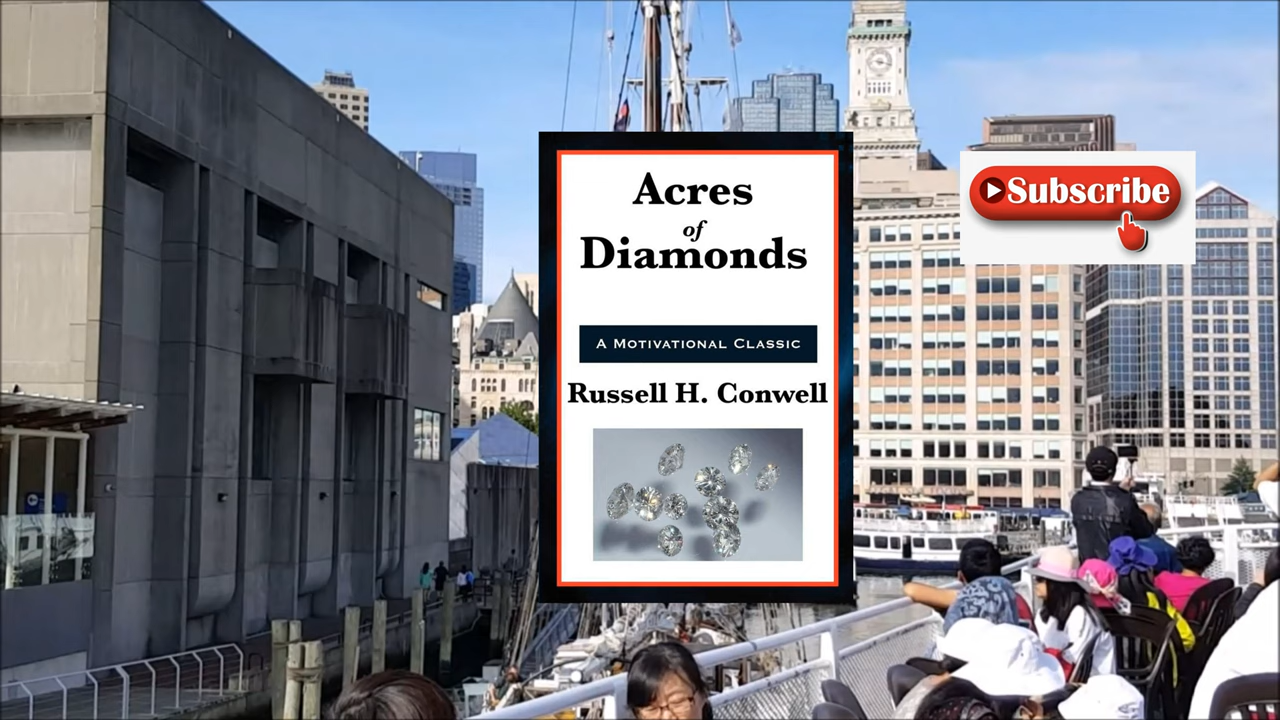 Acres
of
Diamonds
A Motivational Classic
Russell H. Conwell
Subscribe